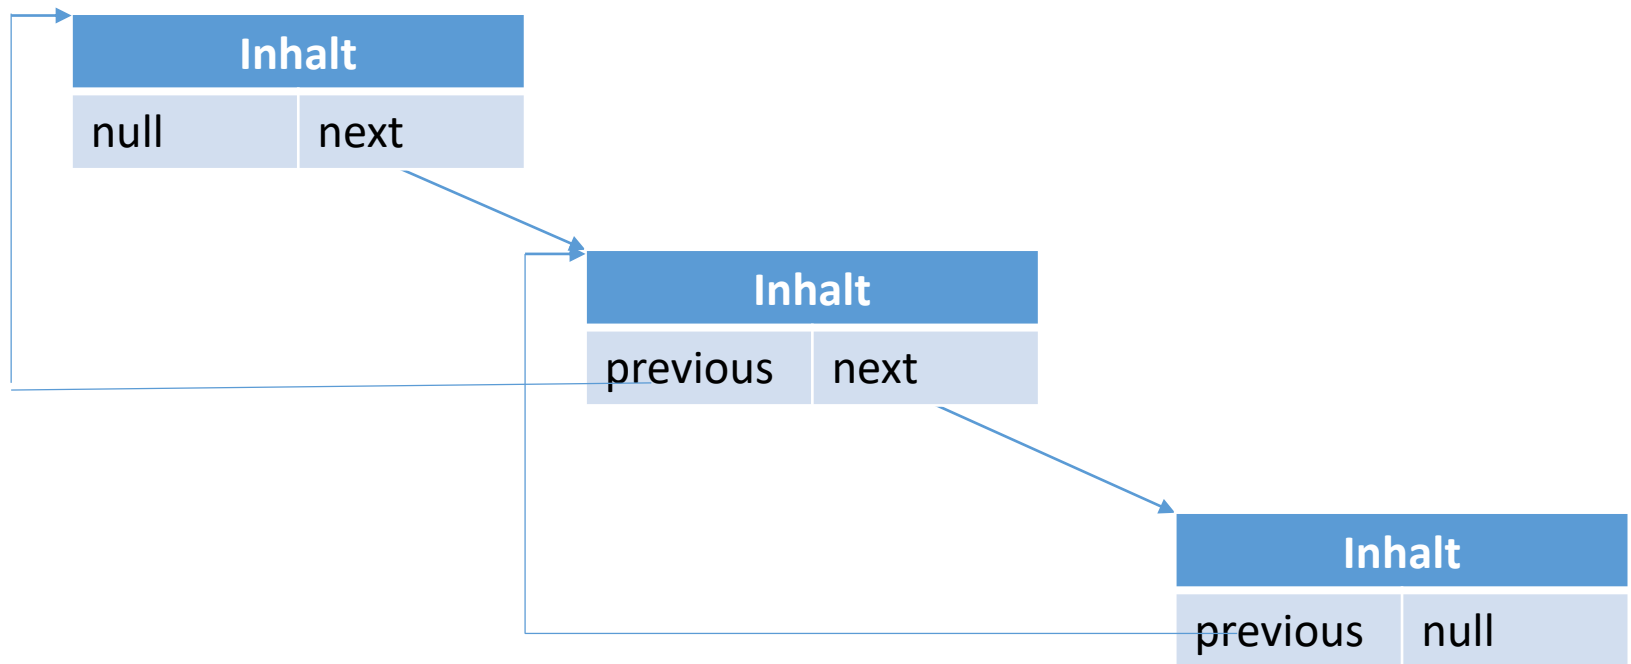 Inhalt
null next
Inhalt
previous next
Inhalt
previous null